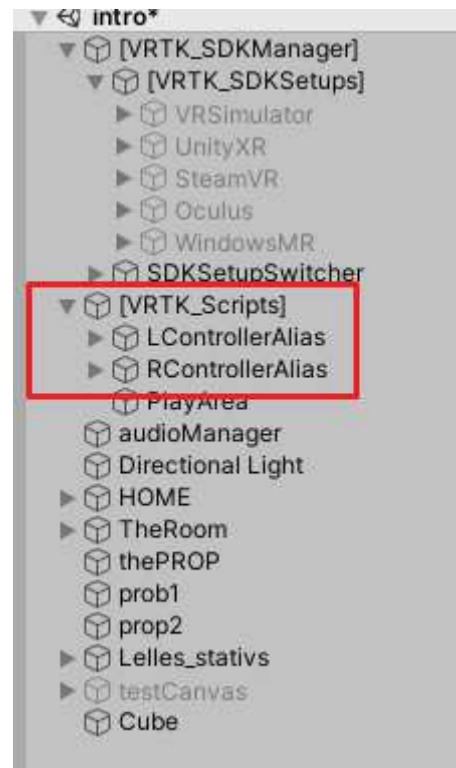 intro*
[VRTK_SDKManager]
[VRTK_SDKSetups]
VRSimulator
UnityXR
SteamVR
Oculus
WindowsMR
SDKSetupSwitcher
[VRTK_Scripts]
LControllerAlias
RControllerAlias
PlayArea
audioManager
Directional Light
HOME
TheRoom
thePROP
prob1
prop2
Lelles_stativs
testCanvas
Cube